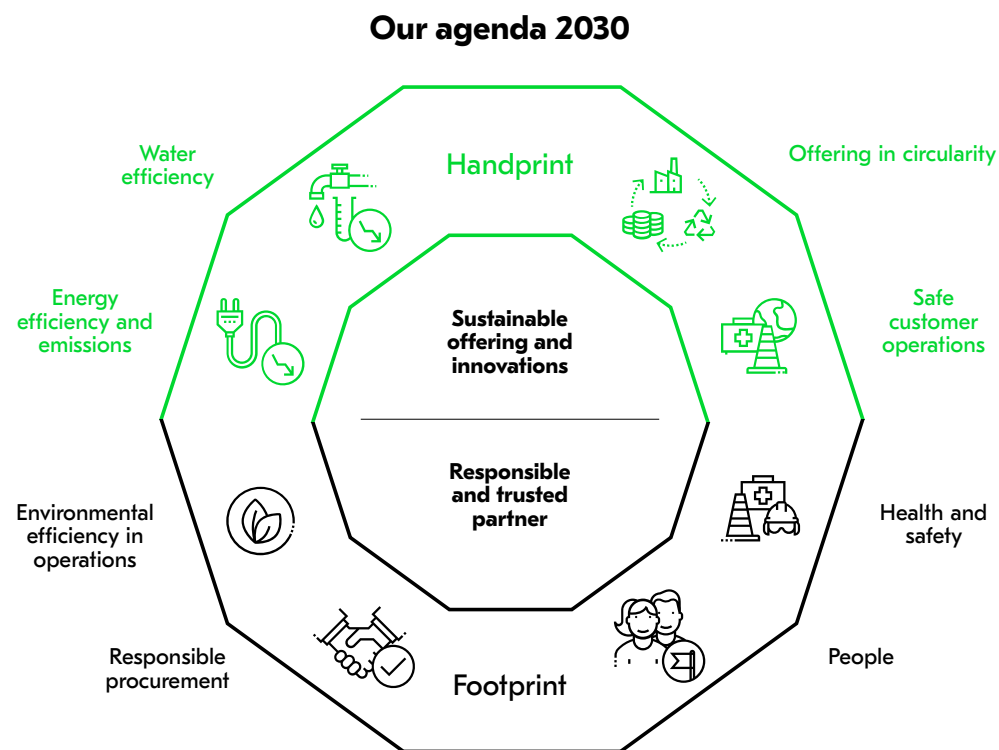 Our agenda 2030
Handprint
Water
efficiency
Offering in circularity
Energy
efficiency and
emissions
Safe
customer
operations
Sustainable
offering and
innovations
Responsible
and trusted
partner
Environmental
efficiency in
operations
Health and
safety
Responsible
procurement
People
Footprint